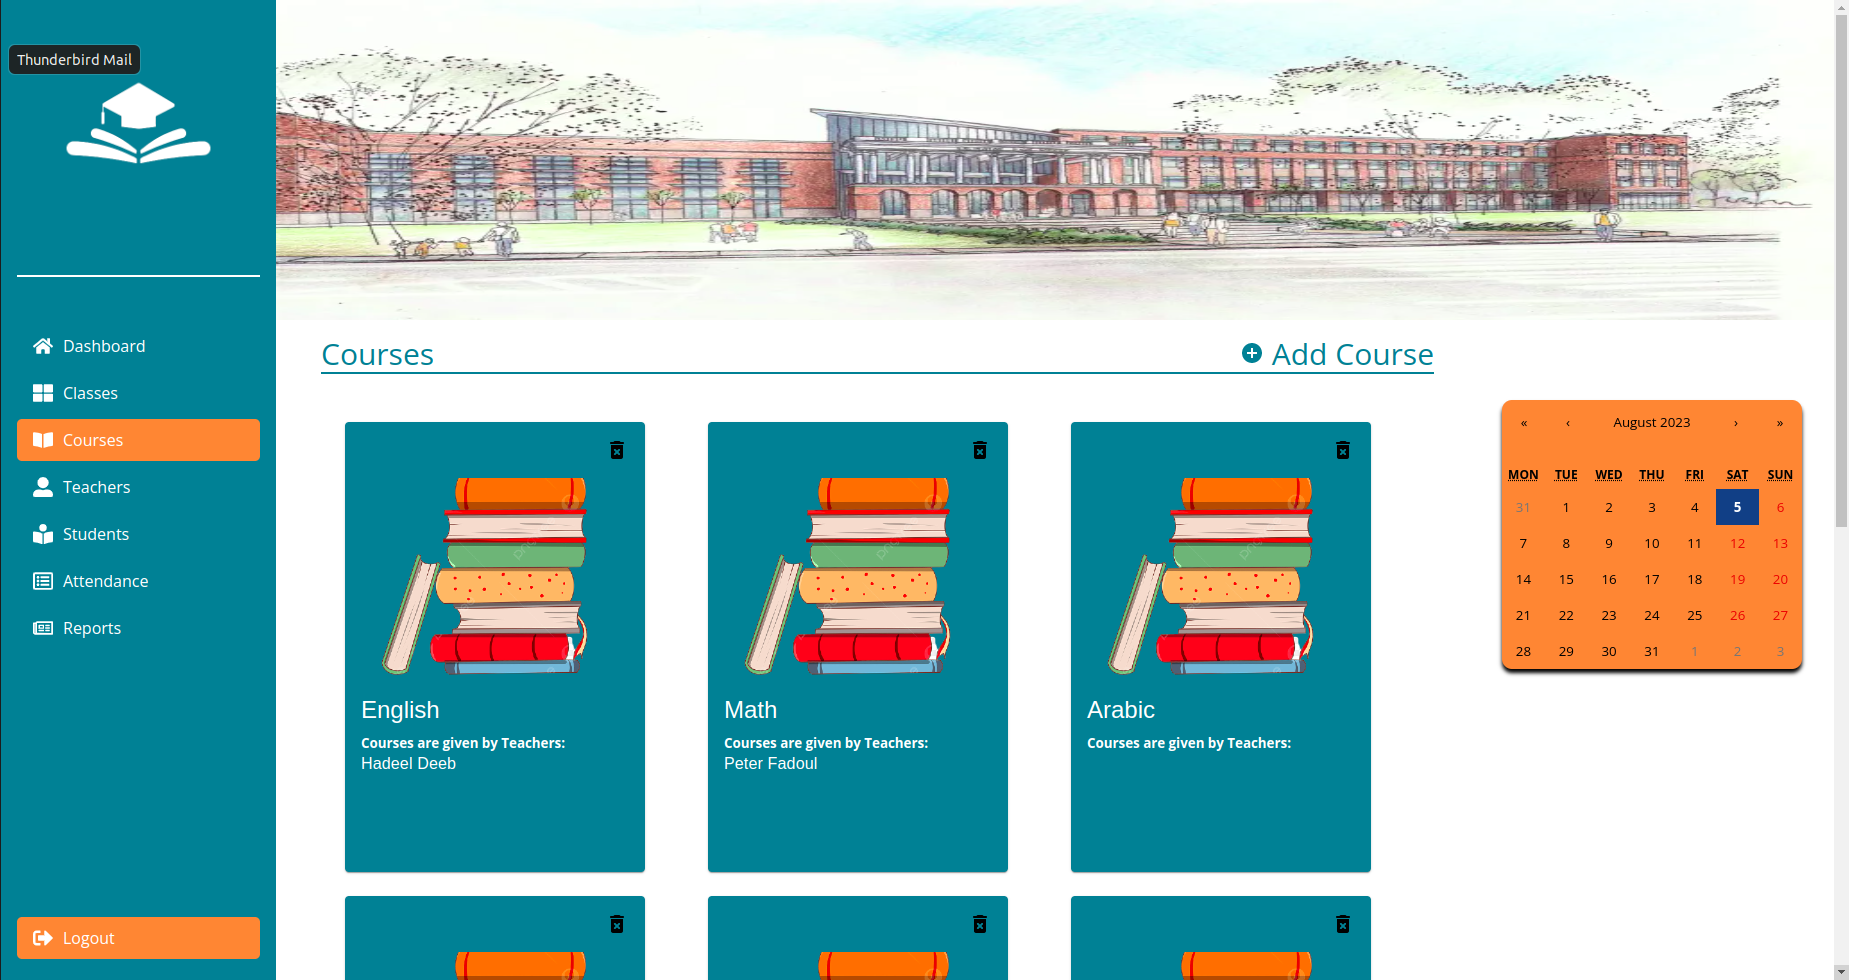 Thunderbird Mail
Dashboard
Classes
Courses
Teachers
Students
Attendance
Reports
Logout
Courses
Add Course
English
Courses are given by Teachers:
Hadeel Deeb
Math
Courses are given by Teachers:
Peter Fadoul
Arabic
Courses are given by Teachers:
« ‹ August 2023 › »
MON TUE WED THU FRI SAT SUN
31 1 2 3 4 5 6
7 8 9 10 11 12 13
14 15 16 17 18 19 20
21 22 23 24 25 26 27
28 29 30 31 1 2 3